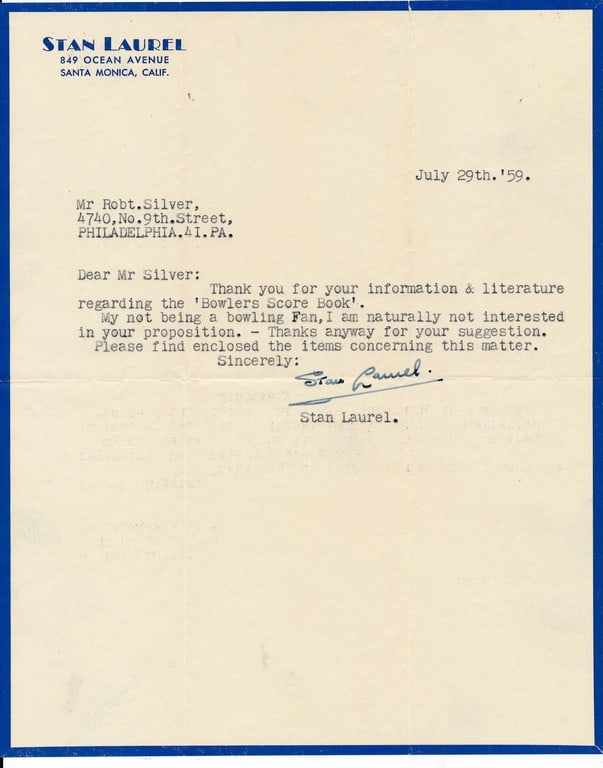 STAN LAUREL
849 OCEAN AVENUE
SANTA MONICA, CALIF.
July 29th.'59.
Mr Robt.Silver,
4740,No.9th.Street,
PHILADELPHIA.4I.PA.
Dear Mr Silver:
Thank you for your information & literature
regarding the 'Bowlers Score Book'.
My not being a bowling Fan,I am naturally not interested
in your proposition. - Thanks anyway for your suggestion.
Please find enclosed the items concerning this matter.
Sincerely:
Stan Laurel.
Stan Laurel.